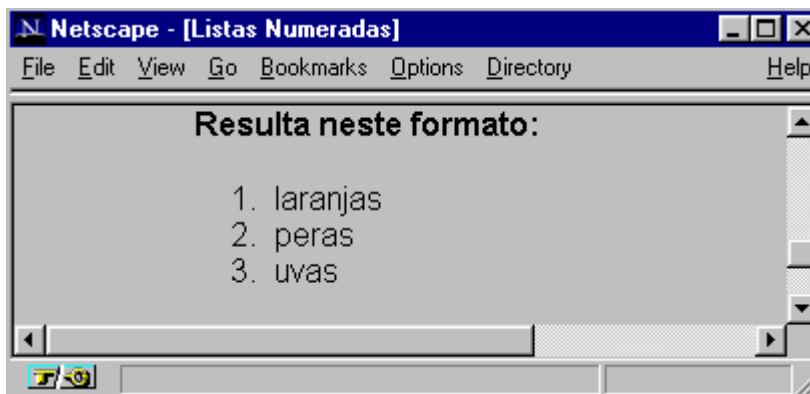 Netscape - [Listas Numeradas]
File Edit View Go Bookmarks Options Directory Help
Resulta neste formato:
1. laranjas
2. peras
3. uvas